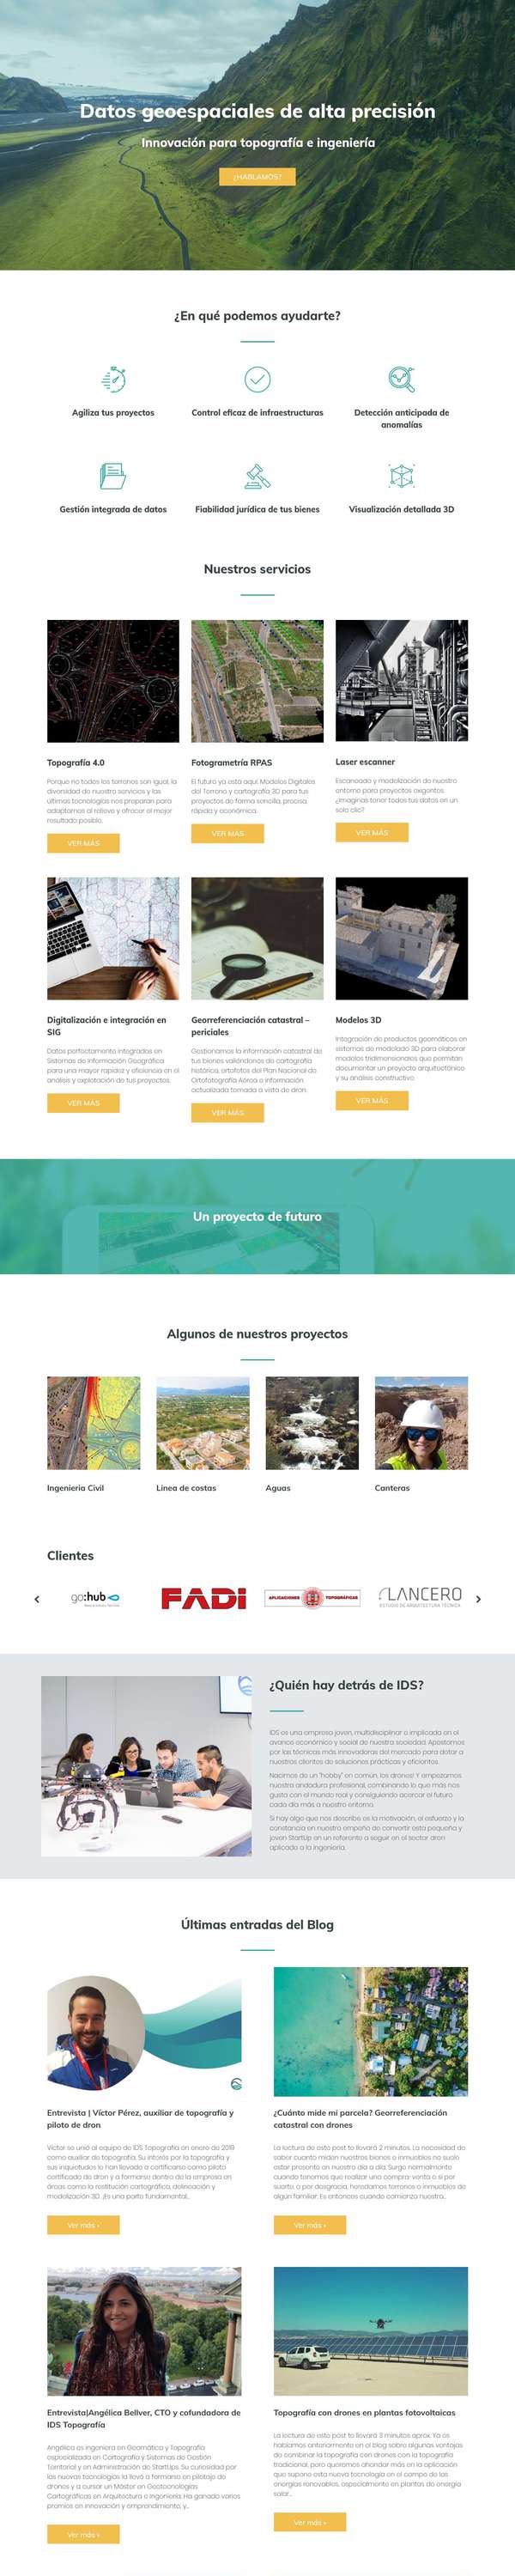 Datos geoespaciales de alta precisión
Innovación para topografía e ingeniería
¿HABLAMOS?
¿En qué podemos ayudarte?
Agiliza tus proyectos
Control eficaz de infraestructuras
Detección anticipada de
anomalías
Gestión integrada de datos
Fiabilidad jurídica de tus bienes
Visualización detallada 3D
Nuestros servicios
Topografía 4.0
Porque no todos los terrenos son igual, la
diversidad de nuestro servicios y las
últimas tecnologías nos preparan para
adaptarnos al relieve y ofrecer el mejor
resultado posible.
VER MÁS
Fotogrametría RPAS
El futuro ya está aquí. Modelos Digitales
del Terreno y cartografía 3D para tus
proyectos de forma sencilla, precisa,
rápida y económica.
VER MÁS
Laser escanner
Escaneado y modelización de nuestro
entorno para proyectos exigentes.
¿Imaginas tener todos tus datos en un
solo clic?
VER MÁS
Digitalización e integración en
SIG
Datos perfectamente integrados en
Sistemas de Información Geográfica
para una mayor rapidez y eficiencia en el
análisis y explotación de tus proyectos.
VER MÁS
Georreferenciación catastral –
periciales
Gestionamos la información catastral de
tus bienes valiéndonos de cartografía
histórica, ortofotos del Plan Nacional de
Ortofotografía Aérea o información
actualizada tomada a vista de dron.
VER MÁS
Modelos 3D
Integración de productos geomáticos en
sistemas de modelado 3D para elaborar
modelos tridimensionales que permitan
documentar un proyecto arquitectónico
y su análisis constructivo
VER MÁS
Un proyecto de futuro
Algunos de nuestros proyectos
Ingeniería Civil
Línea de costas
Aguas
Canteras
Clientes
go:hub
FADI
APLICACIONES TOPOGRÁFICAS
LANCERO
ESTUDIO DE ARQUITECTURA TÉCNICA
¿Quién hay detrás de IDS?
IDS es una empresa joven, multidisciplinar e implicada en el
avance económico y social de nuestra sociedad. Apostamos
por las técnicas más innovadoras del mercado para dotar a
nuestros clientes de soluciones prácticas y eficientes.
Nacimos de un "hobby" en común, ¡los drones! Y empezamos
nuestra andadura profesional, combinando lo que más nos
gusta con el mundo real y consiguiendo acercar el futuro
cada día más a nuestro entorno.
Si hay algo que nos describe es la motivación, el esfuerzo y la
constancia en nuestro empeño de convertir esta pequeña y
joven StartUp en un referente a seguir en el sector dron
aplicado a la ingeniería.
Últimas entradas del Blog
Entrevista | Víctor Pérez, auxiliar de topografía y
piloto de dron
Víctor se unió al equipo de IDS Topografía en enero de 2019
como auxiliar de topografía. Su interés por la topografía y
sus inquietudes lo han llevado a certificarse como piloto
certificado de dron y a formarse dentro de la empresa en
áreas como la restitución cartográfica, delineación y
modelización 3D. ¡Es una parte fundamental...
Ver más »
¿Cuánto mide mi parcela? Georreferenciación
catastral con drones
La lectura de este post te llevará 2 minutos. La necesidad de
saber cuánto miden nuestros bienes o inmuebles no suele
estar presente en nuestro día a día. Surge normalmente
cuando tenemos que realizar una compra-venta o si por
suerte, o por desgracia, heredamos terrenos o inmuebles de
algún familiar. Es entonces cuando comienza nuestra...
Ver más »
Entrevista|Angélica Bellver, CTO y cofundadora de
IDS Topografía
Angélica es ingeniera en Geomática y Topografía
especializada en Cartografía y Sistemas de Gestión
Territorial y en Administración de StartUps. Su curiosidad por
las nuevas tecnologías la llevó a formarse en pilotaje de
drones y a cursar un Máster en Geotecnologías
Cartográficas en Arquitectura e Ingeniería. Ha ganado varios
premios en innovación y emprendimiento, y...
Ver más »
Topografía con drones en plantas fotovoltaicas
La lectura de este post te llevará 3 minutos aprox. Ya os
habíamos anteriormente en el blog sobre algunas ventajas
de combinar la topografía con drones con la topografía
tradicional, pero queremos ahondar más en la aplicación
que supone esta nueva tecnología en el campo de las
energías renovables, especialmente en plantas de energía
solar...
Ver más »